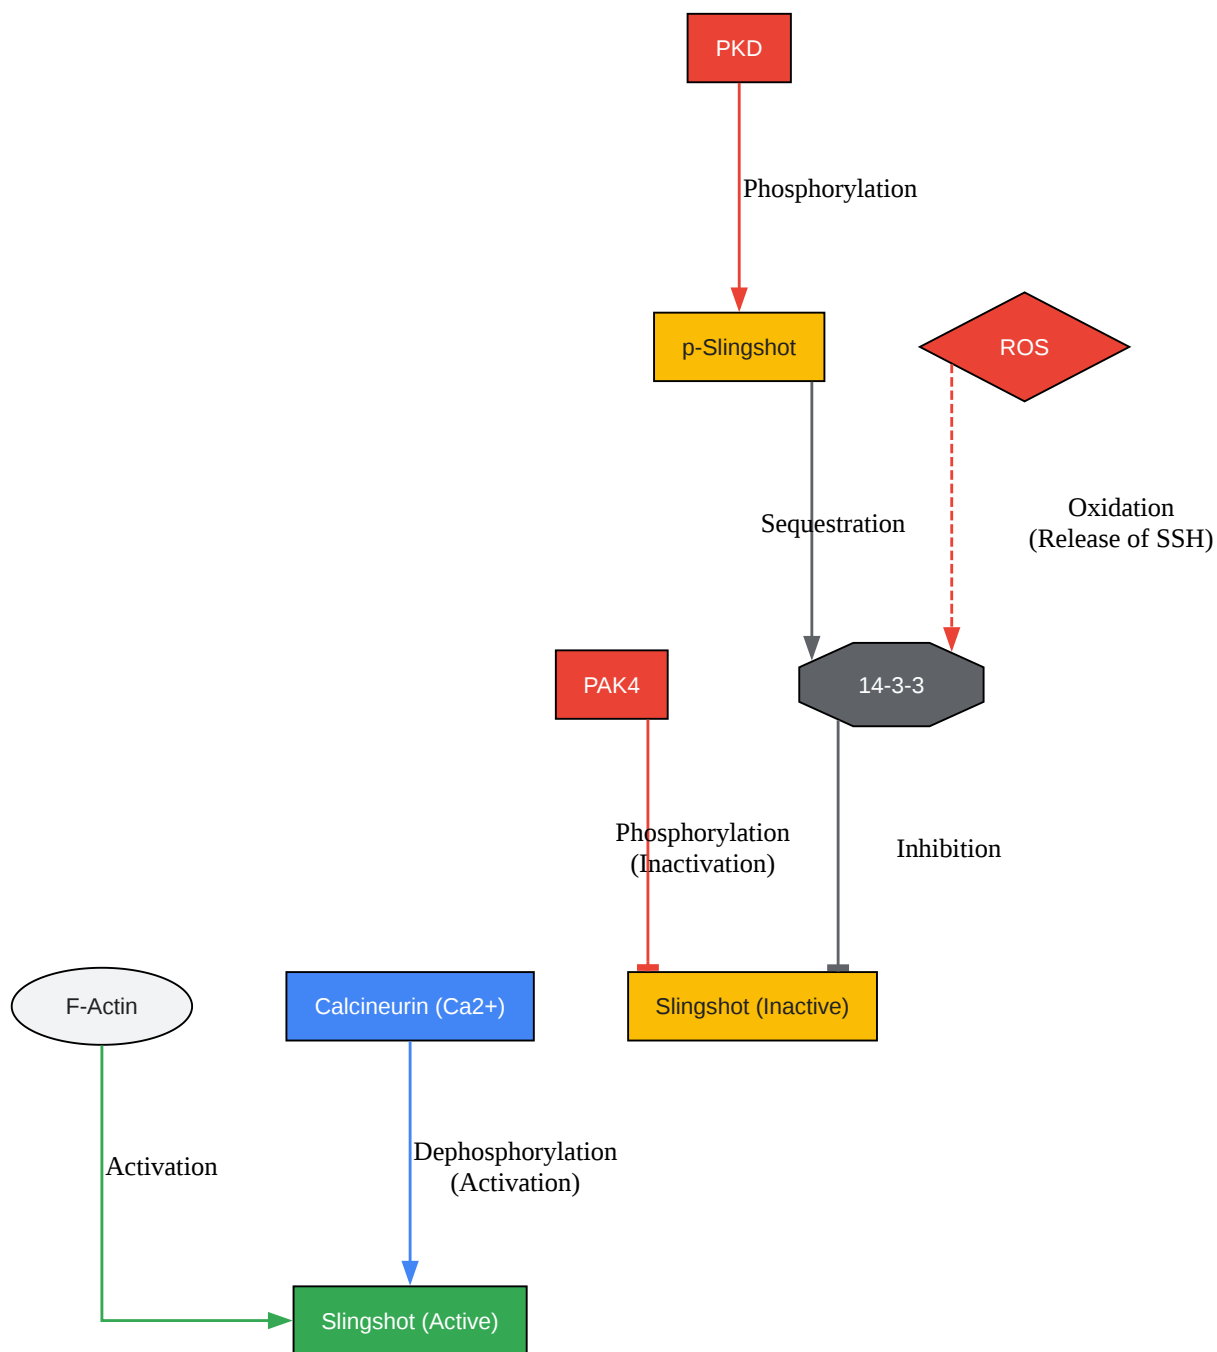 PKD
Phosphorylation
p-Slingshot
ROS
Sequestration
Oxidation
(Release of SSH)
PAK4
14-3-3
Phosphorylation
(Inactivation)
Inhibition
F-Actin
Calcineurin (Ca2+)
Slingshot (Inactive)
Activation
Dephosphorylation
(Activation)
Slingshot (Active)